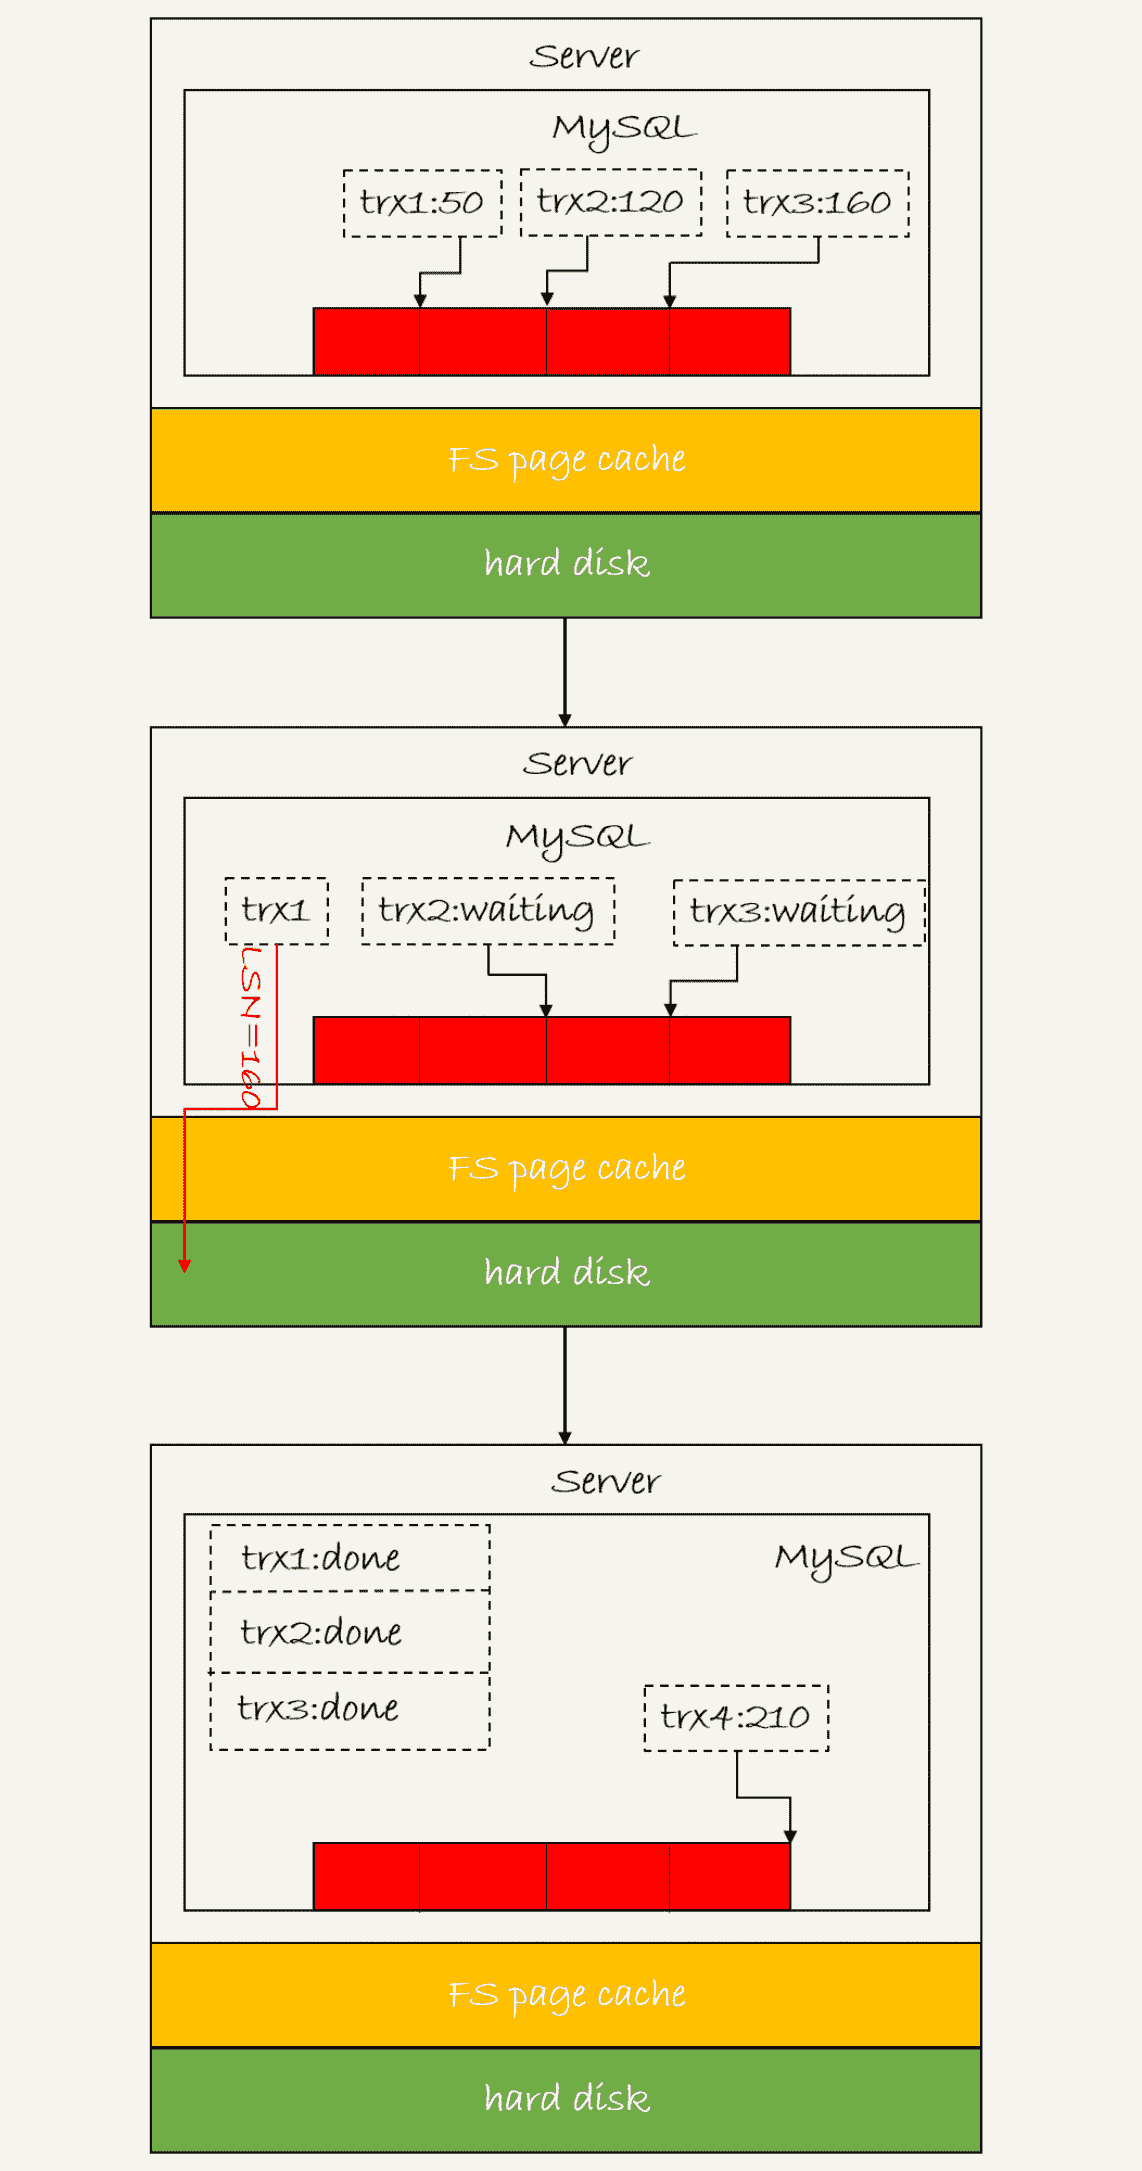 Server
MySQL
trx1:50
trx2:120
trx3:160
FS page cache
hard disk
Server
MySQL
trx1
trx2:waiting
trx3:waiting
LSN=160
FS page cache
hard disk
Server
MySQL
trx1:done
trx2:done
trx3:done
trx4:210
FS page cache
hard disk